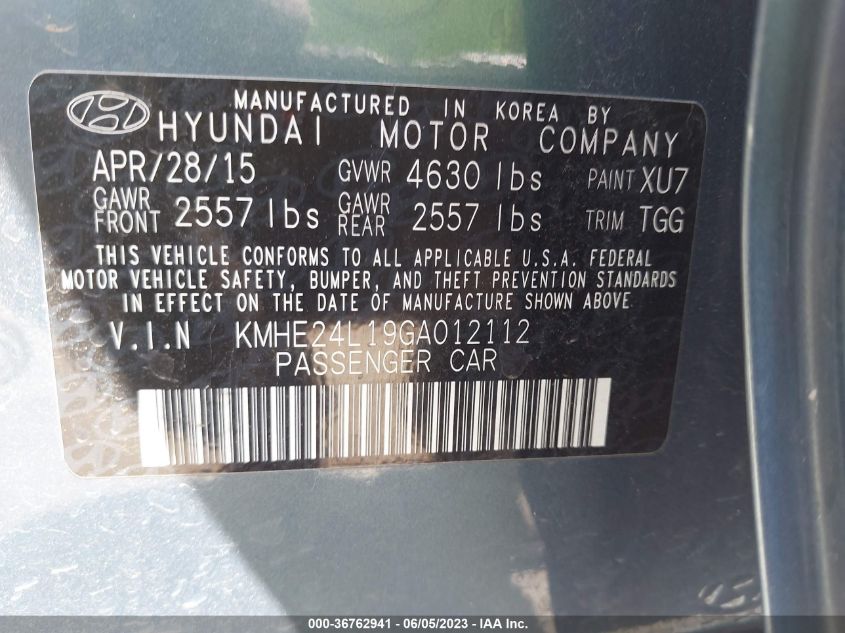 MANUFACTURED IN KOREA BY
HYUNDAI MOTOR COMPANY
APR/28/15 GVWR 4630 lbs PAINT XU7
GAWR FRONT 2557 lbs GAWR REAR 2557 lbs TRIM TGG
THIS VEHICLE CONFORMS TO ALL APPLICABLE U.S.A. FEDERAL
MOTOR VEHICLE SAFETY, BUMPER, AND THEFT PREVENTION STANDARDS
IN EFFECT ON THE DATE OF MANUFACTURE SHOWN ABOVE.
V.I.N KMHE24L19GA012112
PASSENGER CAR
000-36762941 - 06/05/2023 - IAA Inc.